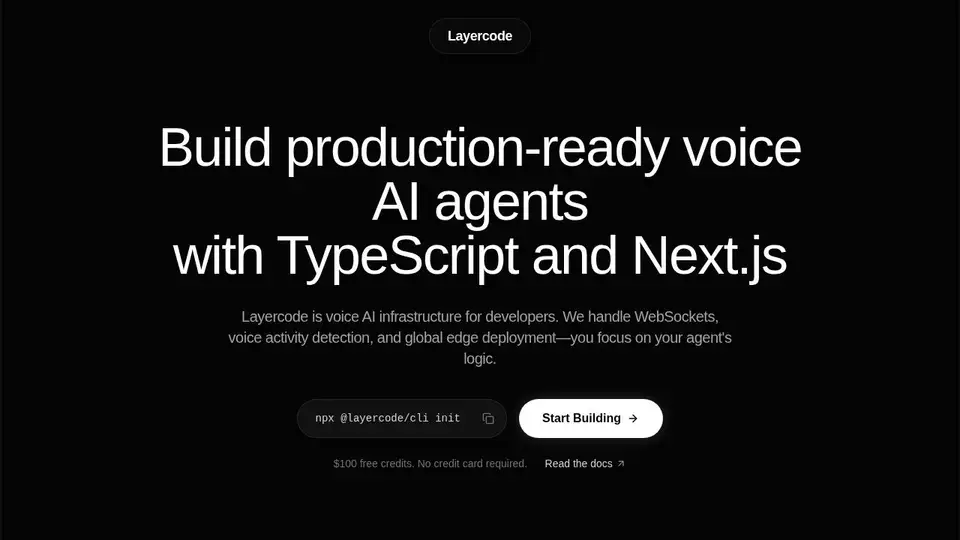 Layercode
Build production-ready voice
AI agents
with TypeScript and Next.js
Layercode is voice AI infrastructure for developers. We handle WebSockets,
voice activity detection, and global edge deployment—you focus on your agent's
logic.
npx @layercode/cli init
Start Building →
$100 free credits. No credit card required.
Read the docs ↗